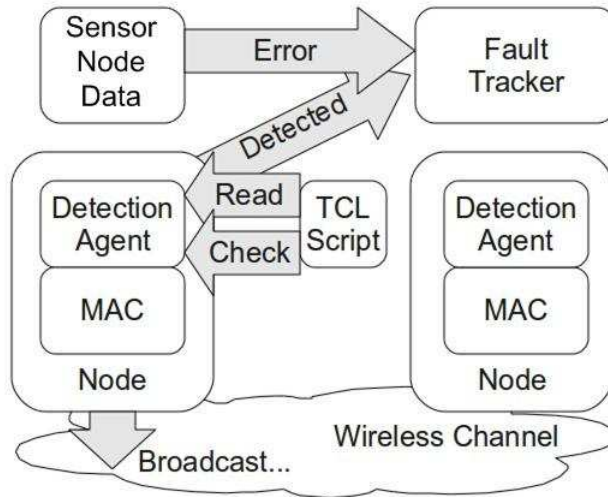 Sensor
Node
Data
Error
Fault
Tracker
Detected
Detection
Agent
MAC
Node
Read
Check
TCL
Script
Detection
Agent
MAC
Node
Wireless Channel
Broadcast...